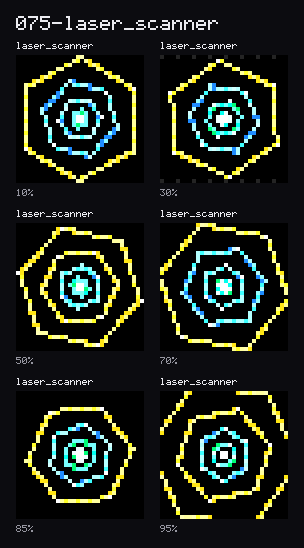 075-laser_scanner
laser_scanner
laser_scanner
10%
30%
laser_scanner
laser_scanner
50%
70%
laser_scanner
laser_scanner
85%
95%